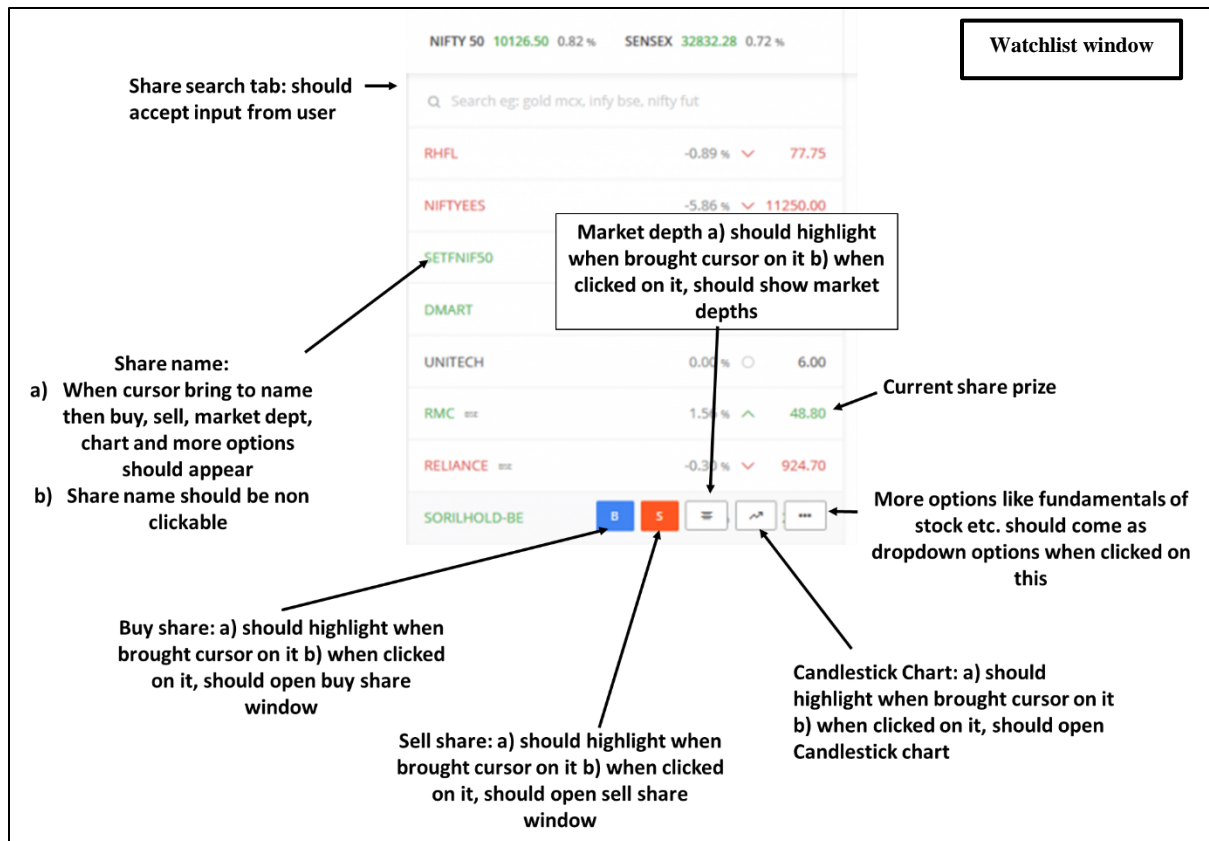 NIFTY 50 10126.50 0.82 % SENSEX 32832.28 0.72 %
Watchlist window
Share search tab: should
accept input from user
Search eg: gold mcx, infy bse, nifty fut
RHFL -0.89 % 77.75
NIFTYEES -5.86 % 11250.00
Market depth a) should highlight
when brought cursor on it b) when
clicked on it, should show market
depths
SETFNIF50
DMART
Share name:
a) When cursor bring to name
then buy, sell, market dept,
chart and more options
should appear
b) Share name should be non
clickable
UNITECH 0.00 % 6.00
Current share prize
RMC BSE 1.56 % 48.80
RELIANCE BSE -0.30 % 924.70
SORILHOLD-BE B S
More options like fundamentals of
stock etc. should come as
dropdown options when clicked on
this
Buy share: a) should highlight when
brought cursor on it b) when clicked
on it, should open buy share
window
Sell share: a) should highlight when
brought cursor on it b) when clicked
on it, should open sell share
window
Candlestick Chart: a) should
highlight when brought cursor on it
b) when clicked on it, should open
Candlestick chart